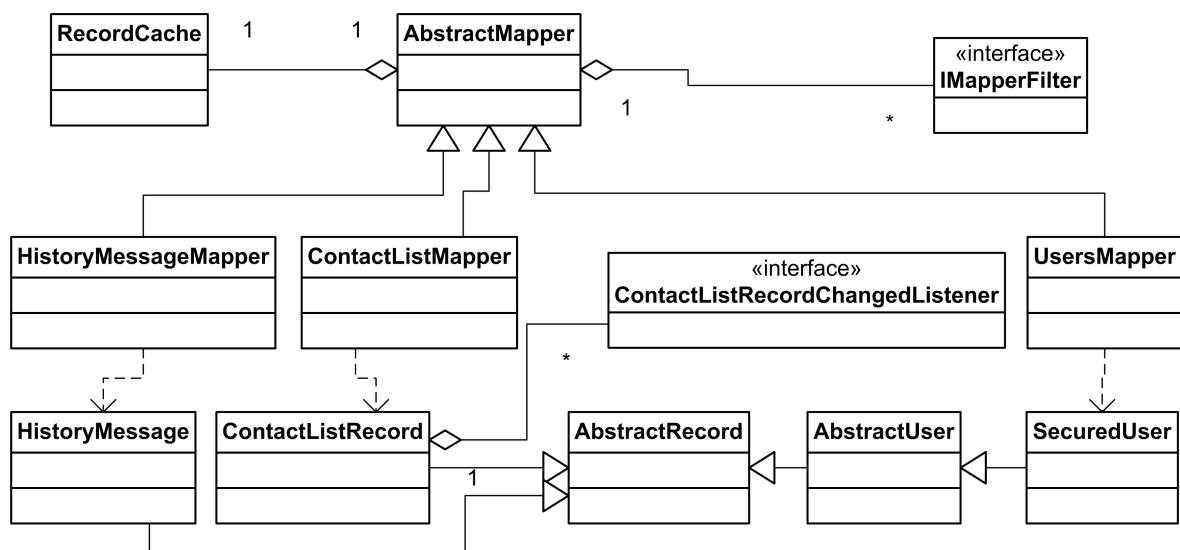 RecordCache
1
1
AbstractMapper
«interface»
IMapperFilter
1
*
HistoryMessageMapper
ContactListMapper
«interface»
ContactListRecordChangedListener
UsersMapper
*
HistoryMessage
ContactListRecord
AbstractRecord
AbstractUser
SecuredUser
1